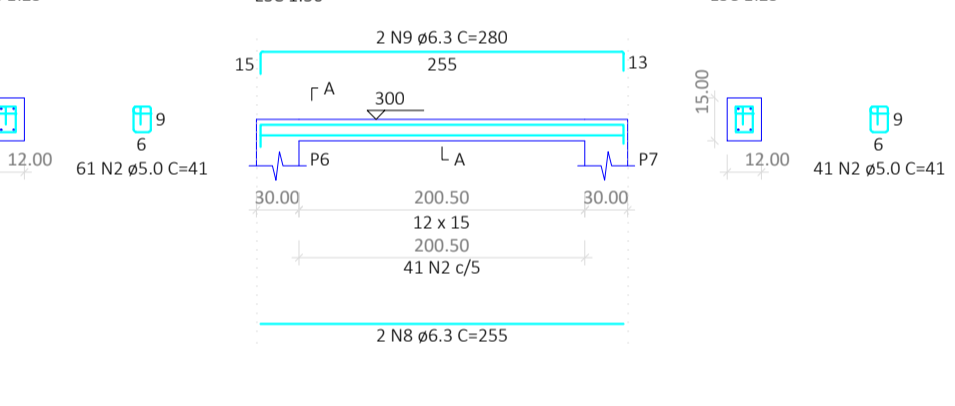 2 N9 ø6.3 C=280
15
255
13
A
300
15.00
9
9
6
6
12.00
P6
A
P7
12.00
61 N2 ø5.0 C=41
41 N2 ø5.0 C=41
30.00
200.50
30.00
12 x 15
200.50
41 N2 c/5
2 N8 ø6.3 C=255